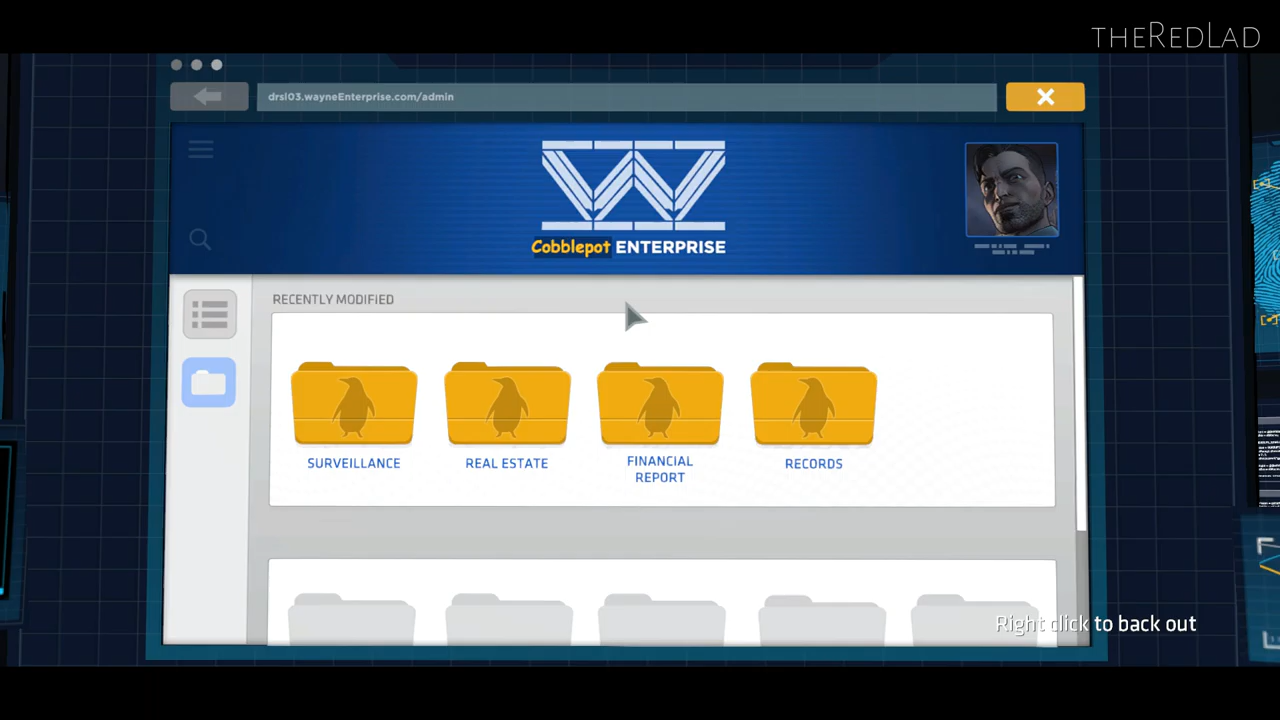 THEREDLAD
drsl03.wayneEnterprise.com/admin
Cobblepot ENTERPRISE
RECENTLY MODIFIED
SURVEILLANCE
REAL ESTATE
FINANCIAL
REPORT
RECORDS
Right click to back out